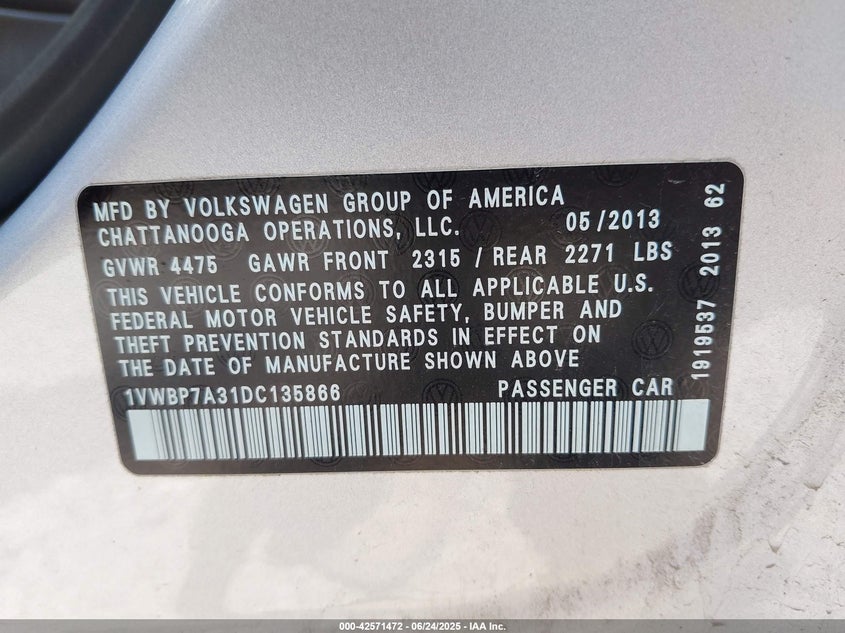 MFD BY VOLKSWAGEN GROUP OF AMERICA
CHATTANOOGA OPERATIONS, LLC. 05/2013
GVWR 4475 GAWR FRONT 2315 / REAR 2271 LBS
THIS VEHICLE CONFORMS TO ALL APPLICABLE U.S.
FEDERAL MOTOR VEHICLE SAFETY, BUMPER AND
THEFT PREVENTION STANDARDS IN EFFECT ON
THE DATE OF MANUFACTURE SHOWN ABOVE
1VWBP7A31DC135866 PASSENGER CAR
1919537 2013 62
000-42571472 | 06/24/2025 - IAA Inc.